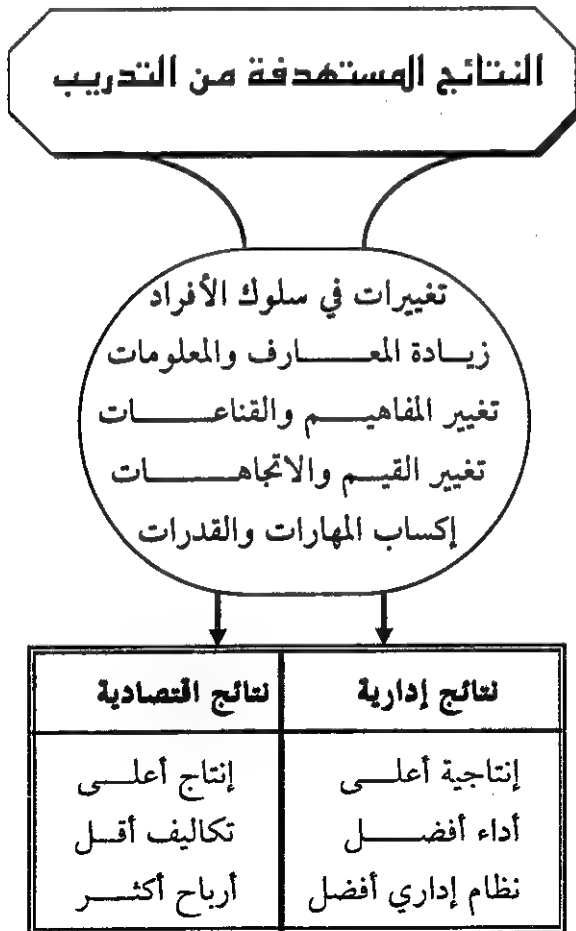 النتائج المستهدفة من التدريب
تغييرات في سلوك الأفراد
زيادة المعارف والمعلومات
تغيير المفاهيم والقناعات
تغيير القيم والاتجاهات
إكساب المهارات والقدرات
نتائج إدارية نتائج اقتصادية
إنتاجية أعلى إنتاج أعلى
أداء أفضل تكاليف أقل
نظام إداري أفضل أرباح أكثر